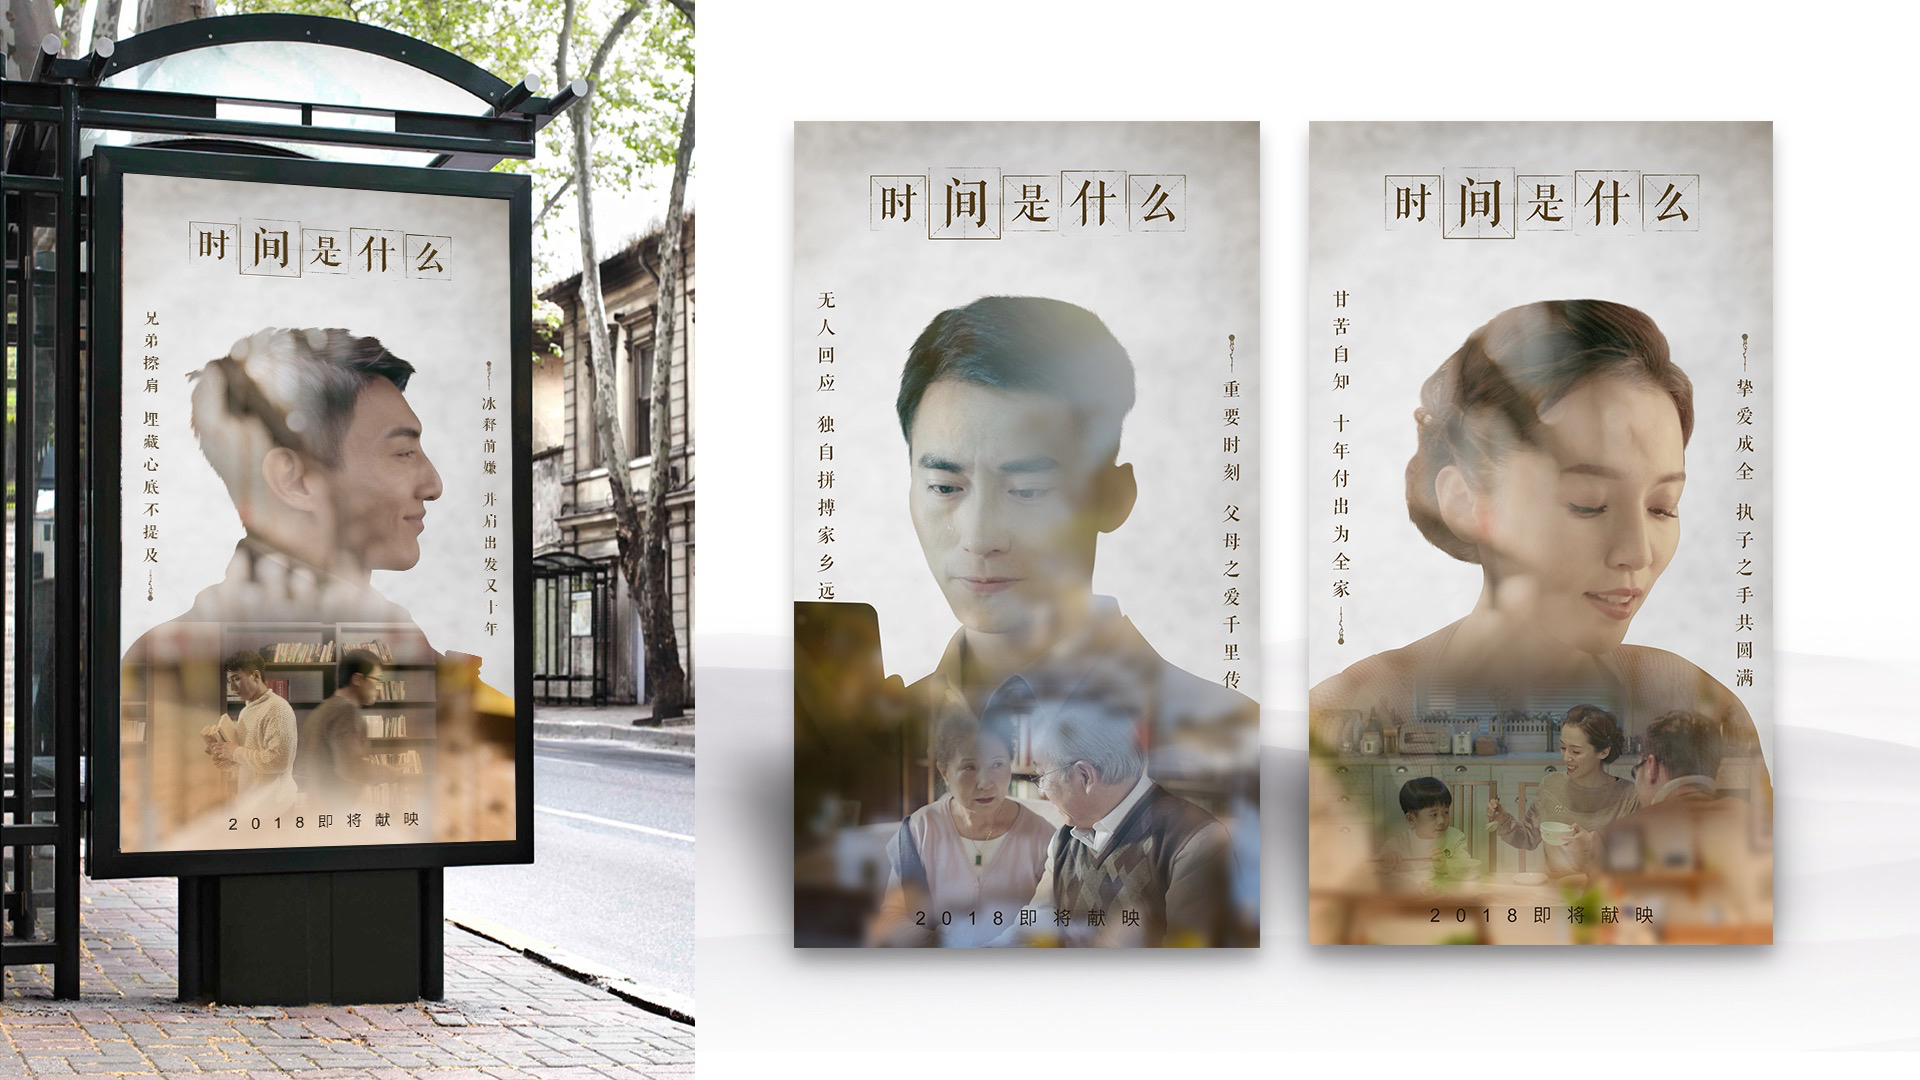 时间是什么
兄弟擦肩 埋藏心底不提及
冰释前嫌 并肩出发又十年
2018即将献映
时间是什么
无人回应 独自拼搏家乡远
重要时刻 父母之爱千里传
2018即将献映
时间是什么
甘苦自知 十年付出为全家
挚爱成全 执子之手共圆满
2018即将献映